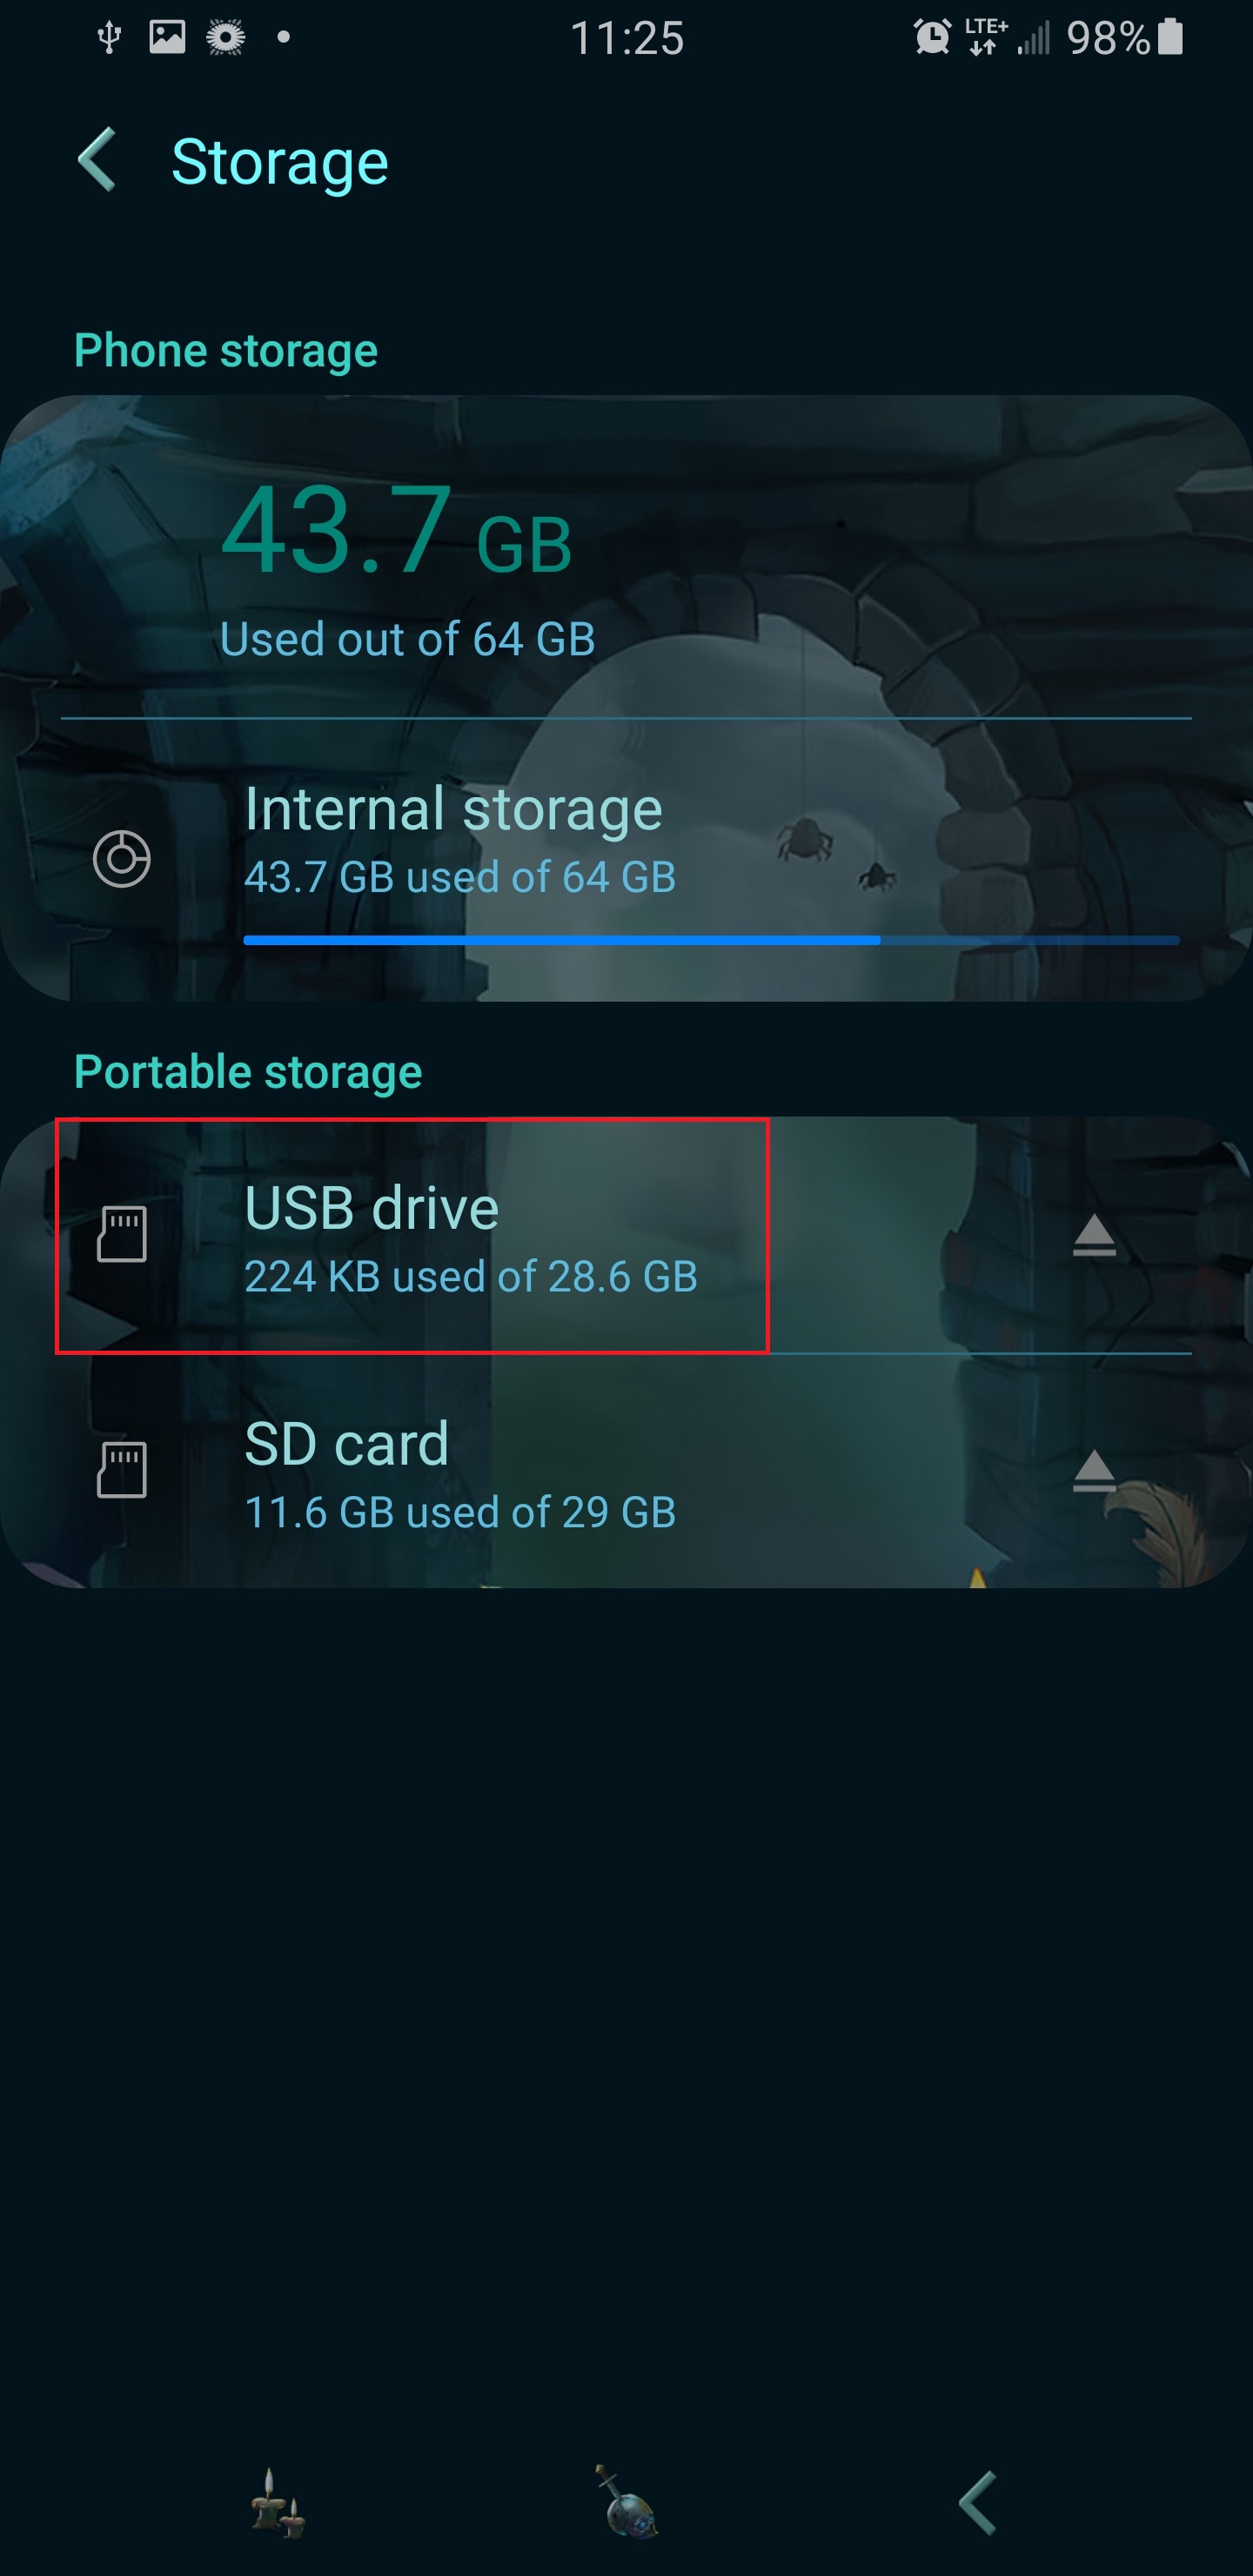 11:25 LTE+ 98%
Storage
Phone storage
43.7 GB
Used out of 64 GB
Internal storage
43.7 GB used of 64 GB
Portable storage
USB drive
224 KB used of 28.6 GB
SD card
11.6 GB used of 29 GB